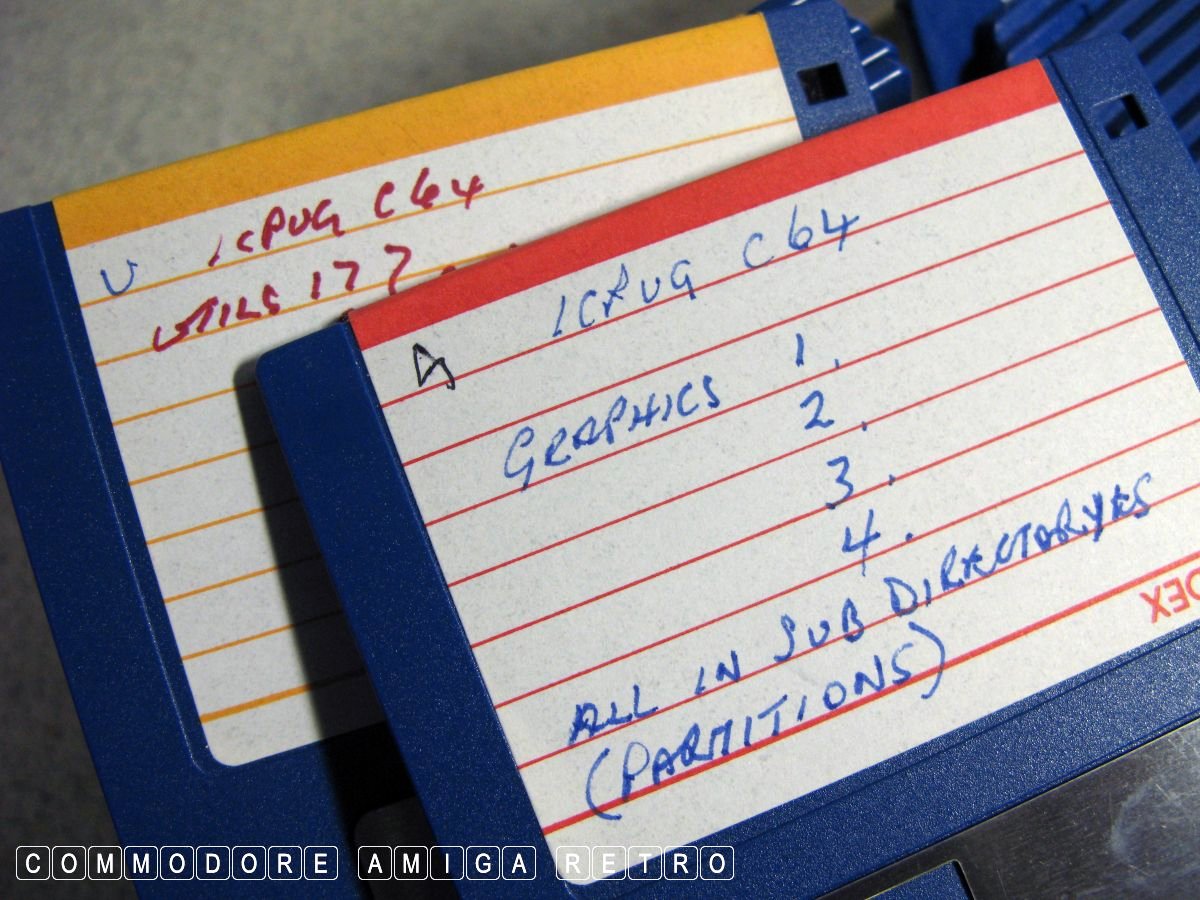 ICPUG C64
U
UTILS 177
ICPUG C64
GRAPHICS 1.
2.
3.
4.
ALL IN SUB DIRECTORYES
(PARTITIONS)
DEX
COMMODORE AMIGA RETRO